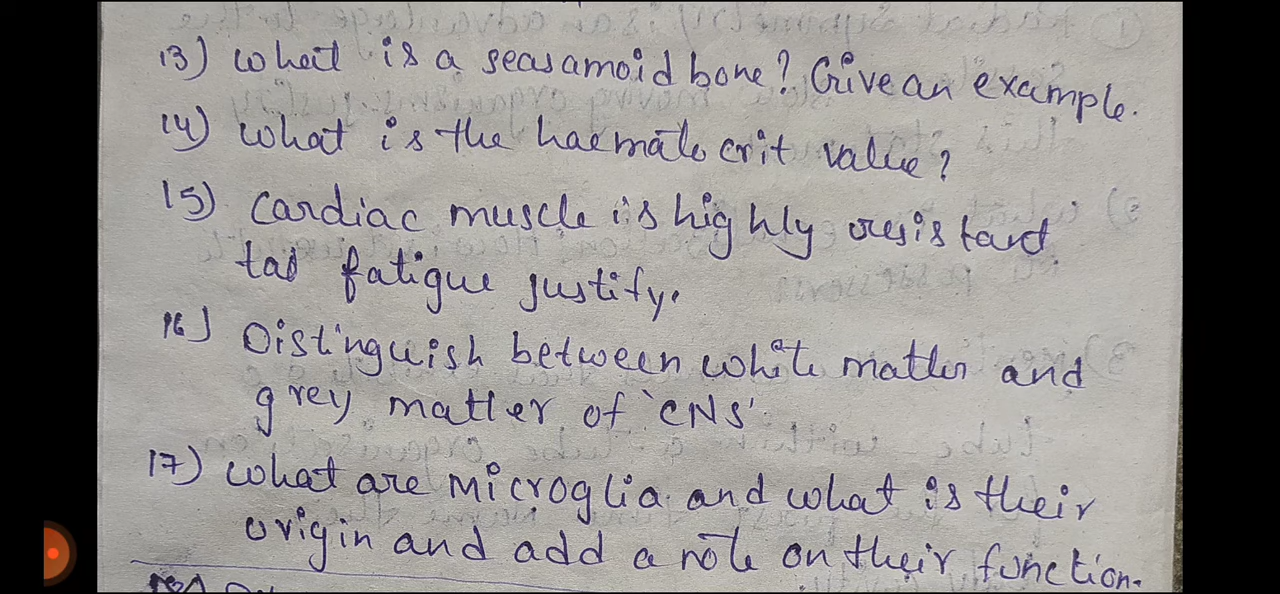 13) What is a seasamoid bone? Give an example.
14) What is the haematocrit value?
15) Cardiac muscle is highly resistant
to fatigue justify.
16) Distinguish between white matter and
grey matter of 'CNS'.
17) What are microglia and what is their
origin and add a note on their function.